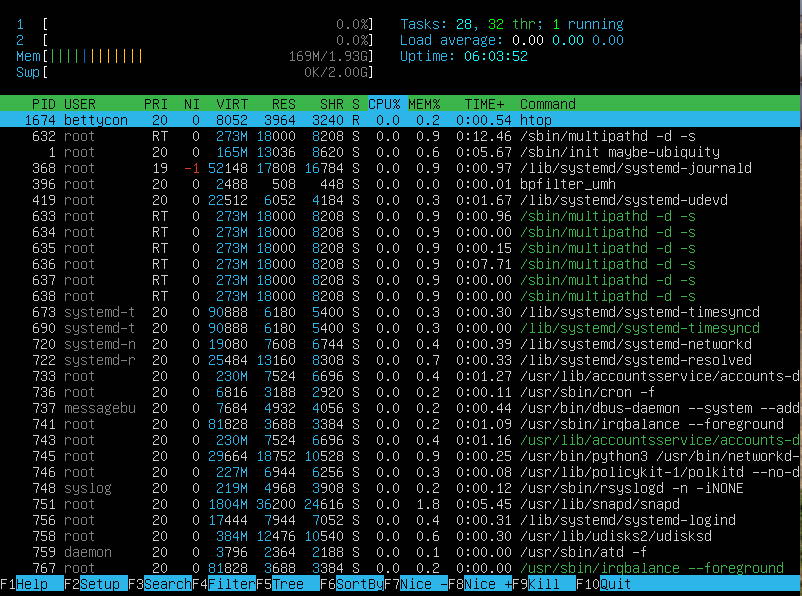 1 [ 0.0%] Tasks: 28, 32 thr; 1 running
2 [ 0.0%] Load average: 0.00 0.00 0.00
Mem[|||||||||||||| 169M/1.93G] Uptime: 06:03:52
Swp[ 0K/2.00G]
PID USER PRI NI VIRT RES SHR S CPU% MEM% TIME+ Command
1674 bettycon 20 0 8052 3964 3240 R 0.0 0.2 0:00.54 htop
632 root RT 0 273M 18000 8208 S 0.0 0.9 0:12.46 /sbin/multipathd -d -s
1 root 20 0 165M 13036 8620 S 0.0 0.6 0:05.67 /sbin/init maybe-ubiquity
368 root 19 -1 52148 17808 16784 S 0.0 0.9 0:00.97 /lib/systemd/systemd-journald
396 root 20 0 2488 508 448 S 0.0 0.0 0:00.01 bpfilter_umh
419 root 20 0 22512 6052 4184 S 0.0 0.3 0:01.67 /lib/systemd/systemd-udevd
633 root RT 0 273M 18000 8208 S 0.0 0.9 0:00.96 /sbin/multipathd -d -s
634 root RT 0 273M 18000 8208 S 0.0 0.9 0:00.00 /sbin/multipathd -d -s
635 root RT 0 273M 18000 8208 S 0.0 0.9 0:00.15 /sbin/multipathd -d -s
636 root RT 0 273M 18000 8208 S 0.0 0.9 0:07.71 /sbin/multipathd -d -s
637 root RT 0 273M 18000 8208 S 0.0 0.9 0:00.00 /sbin/multipathd -d -s
638 root RT 0 273M 18000 8208 S 0.0 0.9 0:00.00 /sbin/multipathd -d -s
673 systemd-t 20 0 90888 6180 5400 S 0.0 0.3 0:00.30 /lib/systemd/systemd-timesyncd
690 systemd-t 20 0 90888 6180 5400 S 0.0 0.3 0:00.00 /lib/systemd/systemd-timesyncd
720 systemd-n 20 0 19080 7608 6744 S 0.0 0.4 0:00.39 /lib/systemd/systemd-networkd
722 systemd-r 20 0 25484 13160 8308 S 0.0 0.7 0:00.33 /lib/systemd/systemd-resolved
733 root 20 0 230M 7524 6696 S 0.0 0.4 0:01.27 /usr/lib/accountsservice/accounts-d
736 root 20 0 6816 3188 2920 S 0.0 0.2 0:00.11 /usr/sbin/cron -f
737 messagebu 20 0 7684 4932 4056 S 0.0 0.2 0:00.44 /usr/bin/dbus-daemon --system --add
741 root 20 0 81828 3688 3384 S 0.0 0.2 0:01.09 /usr/sbin/irqbalance --foreground
743 root 20 0 230M 7524 6696 S 0.0 0.4 0:01.16 /usr/lib/accountsservice/accounts-d
745 root 20 0 29664 18752 10528 S 0.0 0.9 0:00.25 /usr/bin/python3 /usr/bin/networkd-
746 root 20 0 227M 6944 6256 S 0.0 0.3 0:00.08 /usr/lib/policykit-1/polkitd --no-d
748 syslog 20 0 219M 4968 3908 S 0.0 0.2 0:00.12 /usr/sbin/rsyslogd -n -iNONE
751 root 20 0 1804M 36200 24616 S 0.0 1.8 0:05.45 /usr/lib/snapd/snapd
756 root 20 0 17444 7944 7052 S 0.0 0.4 0:00.31 /lib/systemd/systemd-logind
758 root 20 0 384M 12476 10540 S 0.0 0.6 0:00.30 /usr/lib/udisks2/udisksd
759 daemon 20 0 3796 2364 2188 S 0.0 0.1 0:00.00 /usr/sbin/atd -f
767 root 20 0 81828 3688 3384 S 0.0 0.2 0:00.00 /usr/sbin/irqbalance --foreground
F1Help F2Setup F3SearchF4FilterF5Tree F6SortByF7Nice -F8Nice +F9Kill F10Quit